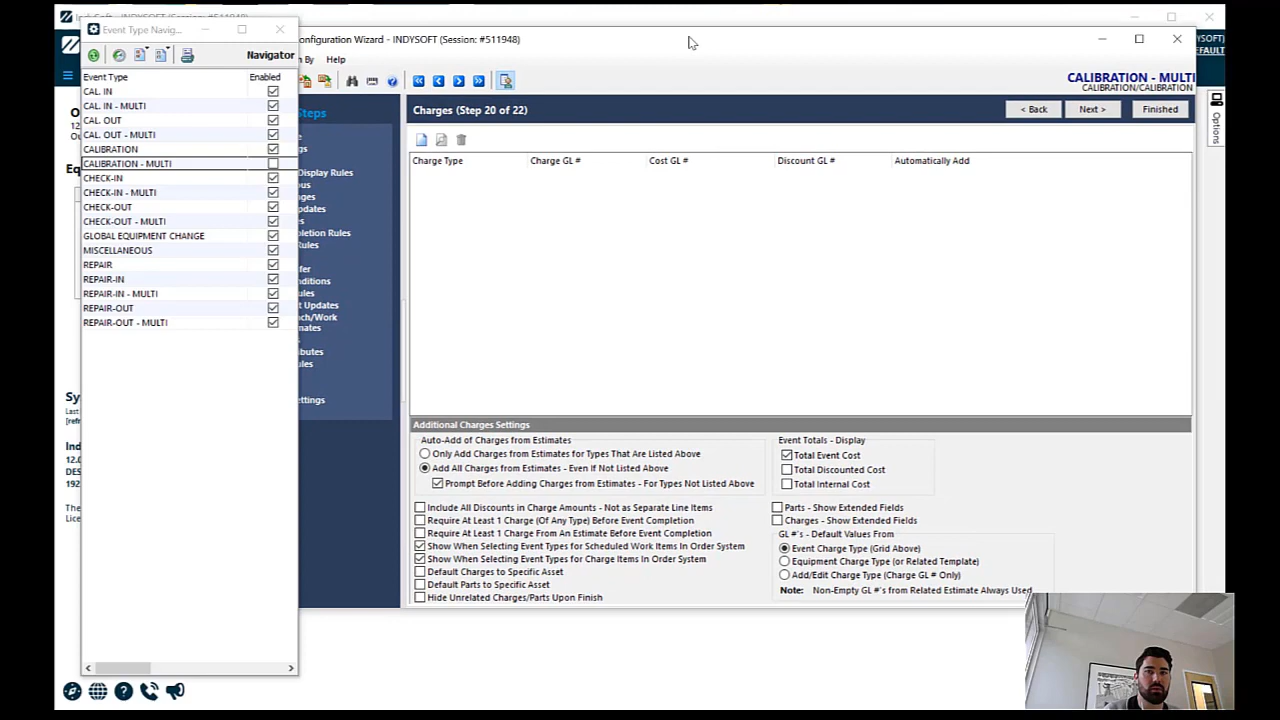 Event Type Navig...
onfiguration Wizard - INDYSOFT (Session: #511948)
INDYSOFT (Session: #511948)
Help
By
Navigator
Event Type Enabled
CAL. IN
CAL. IN - MULTI
CAL. OUT
CAL. OUT - MULTI
CALIBRATION
CALIBRATION - MULTI
CHECK-IN
CHECK-IN - MULTI
CHECK-OUT
CHECK-OUT - MULTI
GLOBAL EQUIPMENT CHANGE
MISCELLANEOUS
REPAIR
REPAIR-IN
REPAIR-IN - MULTI
REPAIR-OUT
REPAIR-OUT - MULTI
CALIBRATION - MULTI
CALIBRATION/CALIBRATION
Options
Steps
Display Rules
pletion Rules
Rules
t Updates
Charges (Step 20 of 22)
< Back Next > Finished
Charge Type Charge GL # Cost GL # Discount GL # Automatically Add
Additional Charges Settings
Auto-Add of Charges from Estimates
Only Add Charges from Estimates for Types That are Listed Above
Add All Charges from Estimates - Even If Not Listed Above
Prompt Before Adding Charges from Estimates - For Types Not Listed Above
Event Totals - Display
Total Event Cost
Total Discounted Cost
Total Internal Cost
Include All Discounts in Charge Amounts - Not as Separate Line Items
Require At Least 1 Charge (Of Any Type) Before Event Completion
Require At Least 1 Charge From An Estimate Before Event Completion
Show When Selecting Event Types for Scheduled Work Items In Order System
Show When Selecting Event Types for Charge Items In Order System
Default Charges to Specific Asset
Default Parts to Specific Asset
Hide Unrelated Charges/Parts Upon Finish
Parts - Show Extended Fields
Charges - Show Extended Fields
GL #'s - Default Values From
Event Charge Type (Grid Above)
Equipment Charge Type (or Related Template)
Add/Edit Charge Type (Charge GL # Only)
Note: Non-Empty GL #'s from Related Estimate Always Used